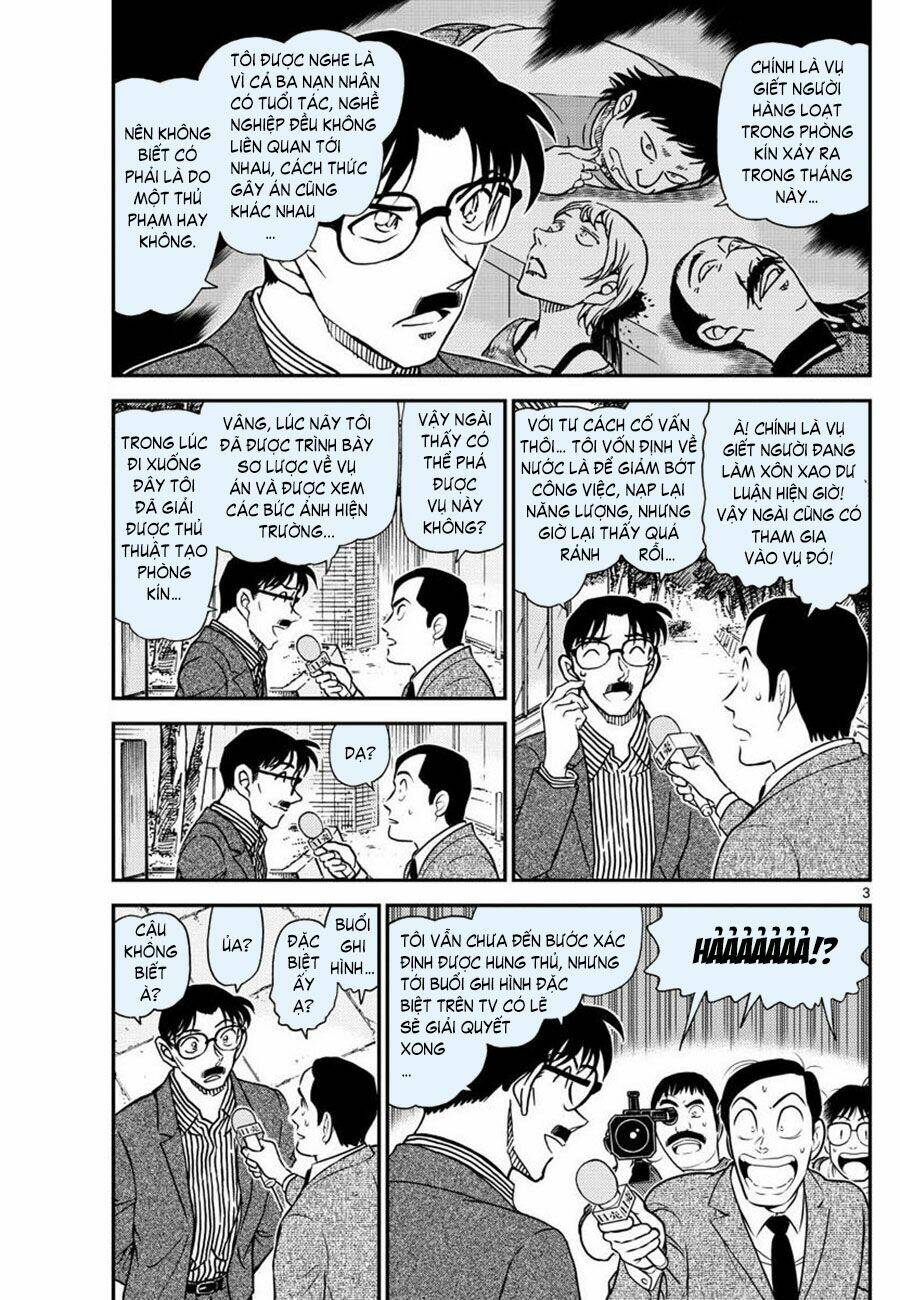 CHÍNH LÀ VỤ
GIẾT NGƯỜI
HÀNG LOẠT
TRONG PHÒNG
KÍN XẢY RA
TRONG THÁNG
NÀY...
TÔI ĐƯỢC NGHE LÀ
VÌ CẢ BA NẠN NHÂN
CÓ TUỔI TÁC, NGHỀ
NGHIỆP ĐỀU KHÔNG
LIÊN QUAN TỚI
NHAU, CÁCH THỨC
GÂY ÁN CŨNG
KHÁC NHAU
...
NÊN KHÔNG
BIẾT CÓ
PHẢI LÀ DO
MỘT THỦ
PHẠM HAY
KHÔNG.
À! CHÍNH LÀ VỤ
GIẾT NGƯỜI ĐANG
LÀM XÔN XAO DƯ
LUẬN HIỆN GIỜ!
VẬY NGÀI CŨNG CÓ
THAM GIA
VÀO VỤ ĐÓ!
VỚI TƯ CÁCH CỐ VẤN
THÔI... TÔI VỐN ĐỊNH VỀ
NƯỚC LÀ ĐỂ GIẢM BỚT
CÔNG VIỆC, NẠP LẠI
NĂNG LƯỢNG, NHƯNG
GIỜ LẠI THẤY QUÁ
RẢNH RỖI...
VẬY NGÀI
THẤY CÓ
THỂ PHÁ
ĐƯỢC
VỤ NÀY
KHÔNG?
VÂNG, LÚC NÃY TÔI
ĐÃ ĐƯỢC TRÌNH BÀY
SƠ LƯỢC VỀ VỤ
ÁN VÀ ĐƯỢC XEM
CÁC BỨC ẢNH HIỆN
TRƯỜNG...
TRONG LÚC
ĐI XUỐNG
ĐÂY TÔI
ĐÃ GIẢI
ĐƯỢC THỦ
THUẬT TẠO
PHÒNG
KÍN...
DẠ?
3
HẢẢẢẢẢẢẢ!?
TÔI VẪN CHƯA ĐẾN BƯỚC XÁC
ĐỊNH ĐƯỢC HUNG THỦ, NHƯNG
TỚI BUỔI GHI HÌNH ĐẶC
BIỆT TRÊN TV CÓ LẼ
SẼ GIẢI QUYẾT
XONG
...
BUỔI
GHI
HÌNH...
ĐẶC
BIỆT
ẤY
Ạ?
ỦA?
CẬU
KHÔNG
BIẾT
À?